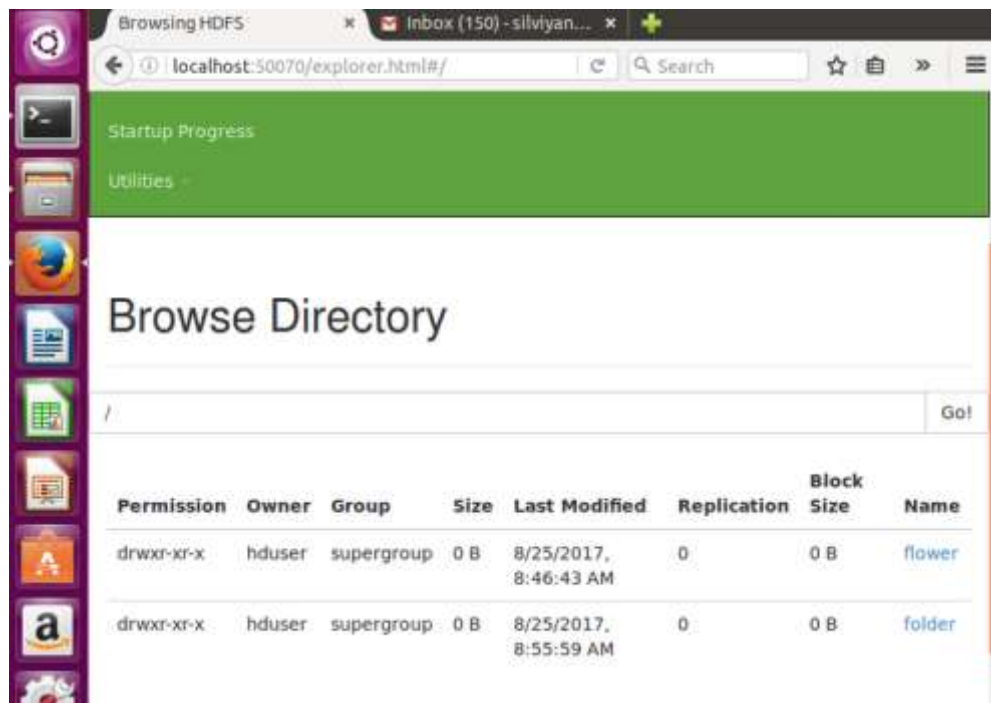 Browsing HDFS × Inbox (150) - silviyan... ×
localhost:50070/explorer.html#/ Search
Startup Progress
Utilities
Browse Directory
/ Go!
Permission Owner Group Size Last Modified Replication Block Size Name
drwxr-xr-x hduser supergroup 0 B 8/25/2017, 8:46:43 AM 0 0 B flower
drwxr-xr-x hduser supergroup 0 B 8/25/2017, 8:55:59 AM 0 0 B folder